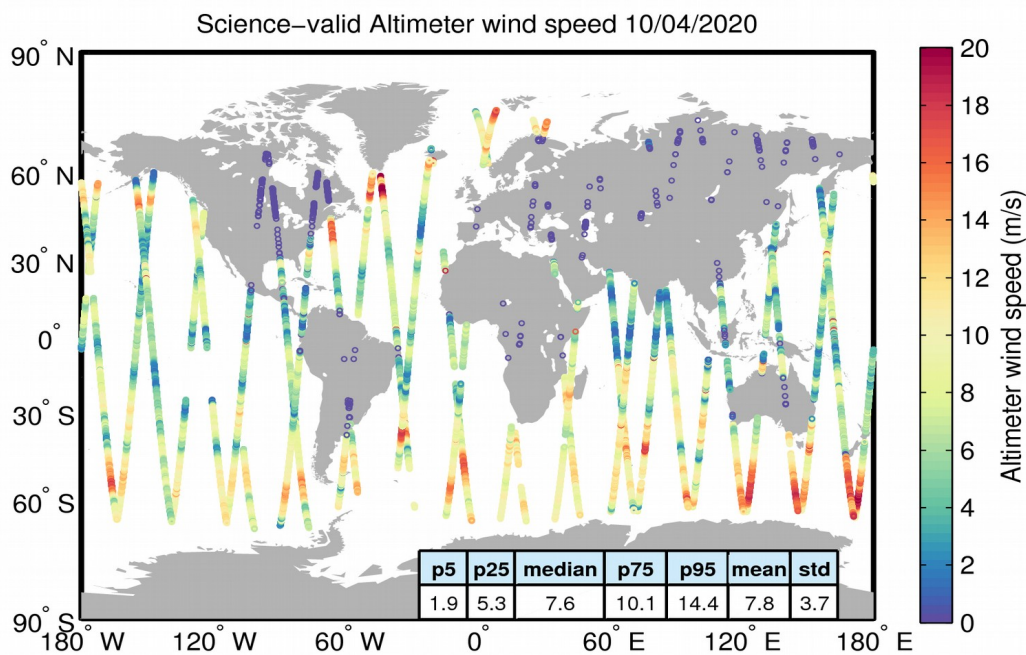 Science−valid Altimeter wind speed 10/04/2020
90° N
60° N
30° N
0°
30° S
60° S
90° S
180° W
120° W
60° W
0°
60° E
120° E
180° E
20
18
16
14
12
10
8
6
4
2
0
Altimeter wind speed (m/s)
p5 p25 median p75 p95 mean std
1.9 5.3 7.6 10.1 14.4 7.8 3.7